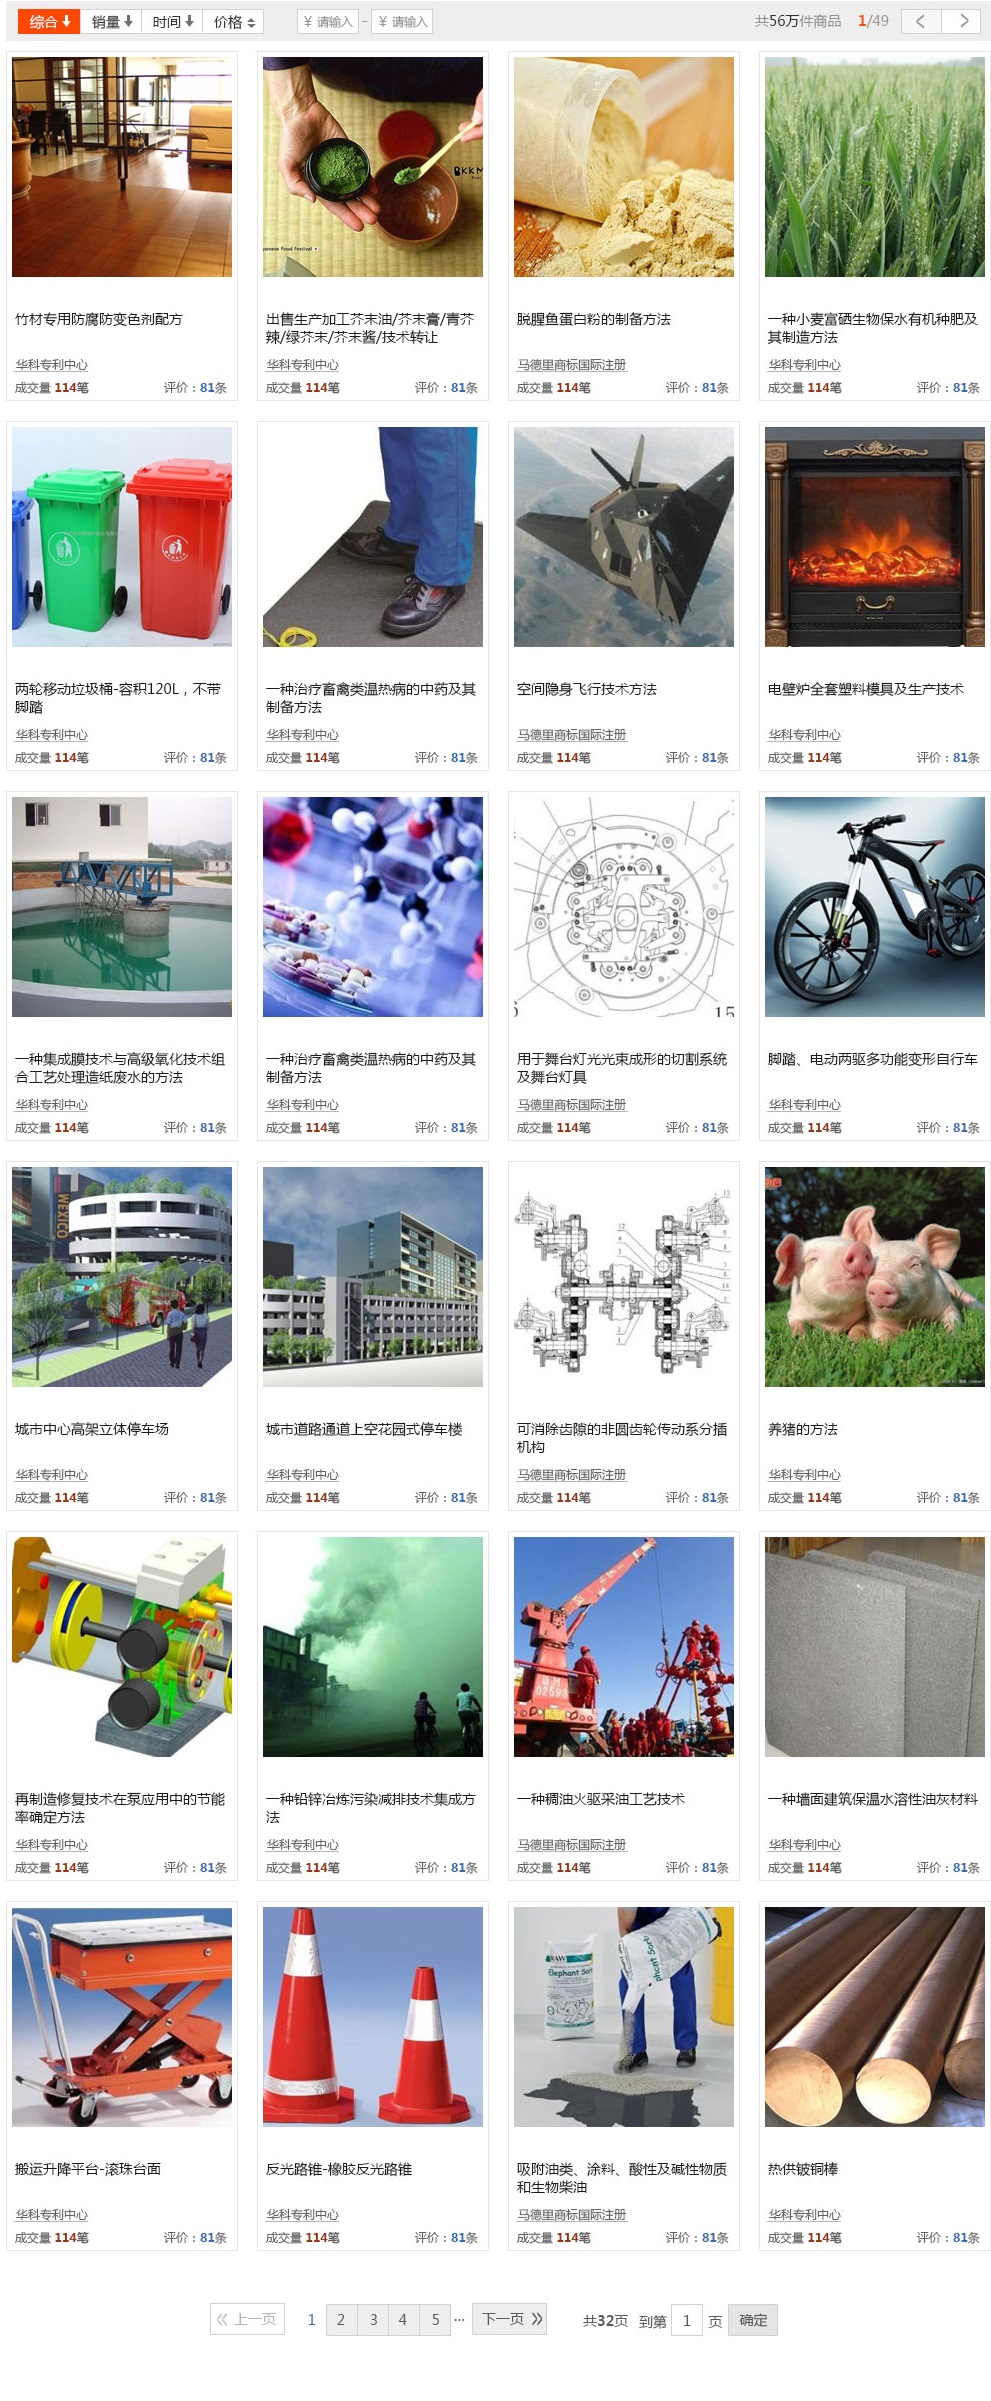 综合 销量 时间 价格 ¥ 请输入 - ¥ 请输入 共56万件商品 1/49
竹材专用防腐防变色剂配方
华科专利中心
成交量 114笔 评价：81条
出售生产加工芥末油/芥末膏/青芥
辣/绿芥末/芥末酱/技术转让
华科专利中心
成交量 114笔 评价：81条
脱腥鱼蛋白粉的制备方法
马德里商标国际注册
成交量 114笔 评价：81条
一种小麦富硒生物保水有机种肥及
其制造方法
华科专利中心
成交量 114笔 评价：81条
两轮移动垃圾桶-容积120L，不带
脚踏
华科专利中心
成交量 114笔 评价：81条
一种治疗畜禽类温热病的中药及其
制备方法
华科专利中心
成交量 114笔 评价：81条
空间隐身飞行技术方法
马德里商标国际注册
成交量 114笔 评价：81条
电壁炉全套塑料模具及生产技术
华科专利中心
成交量 114笔 评价：81条
一种集成膜技术与高级氧化技术组
合工艺处理造纸废水的方法
华科专利中心
成交量 114笔 评价：81条
一种治疗畜禽类温热病的中药及其
制备方法
华科专利中心
成交量 114笔 评价：81条
15
用于舞台灯光光束成形的切割系统
及舞台灯具
马德里商标国际注册
成交量 114笔 评价：81条
脚踏、电动两驱多功能变形自行车
华科专利中心
成交量 114笔 评价：81条
WEXICO
城市中心高架立体停车场
华科专利中心
成交量 114笔 评价：81条
城市道路通道上空花园式停车楼
华科专利中心
成交量 114笔 评价：81条
可消除齿隙的非圆齿轮传动系分插
机构
马德里商标国际注册
成交量 114笔 评价：81条
养猪的方法
华科专利中心
成交量 114笔 评价：81条
再制造修复技术在泵应用中的节能
率确定方法
华科专利中心
成交量 114笔 评价：81条
一种铅锌冶炼污染减排技术集成方
法
华科专利中心
成交量 114笔 评价：81条
一种稠油火驱采油工艺技术
马德里商标国际注册
成交量 114笔 评价：81条
一种墙面建筑保温水溶性油灰材料
华科专利中心
成交量 114笔 评价：81条
搬运升降平台-滚珠台面
华科专利中心
成交量 114笔 评价：81条
反光路锥-橡胶反光路锥
华科专利中心
成交量 114笔 评价：81条
RAW
Elephant Sorb
吸附油类、涂料、酸性及碱性物质
和生物柴油
马德里商标国际注册
成交量 114笔 评价：81条
热供铍铜棒
华科专利中心
成交量 114笔 评价：81条
上一页 1 2 3 4 5 ··· 下一页 共32页 到第 1 页 确定